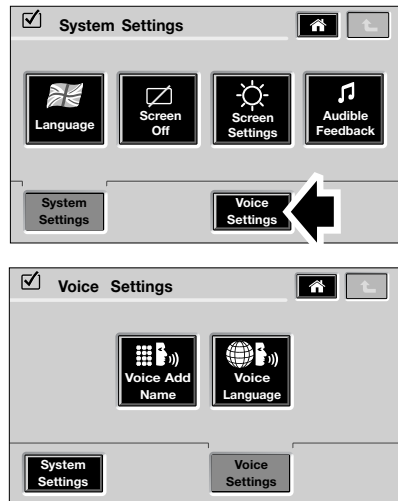 System Settings
Language
Screen
Off
Screen
Settings
Audible
Feedback
System
Settings
Voice
Settings
Voice Settings
Voice Add
Name
Voice
Language
System
Settings
Voice
Settings